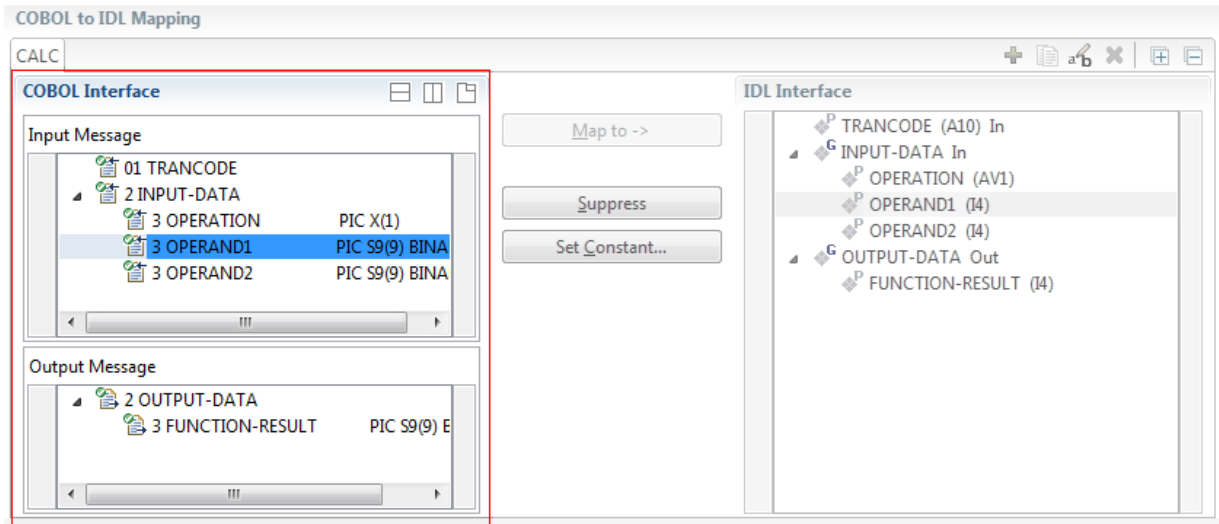 COBOL to IDL Mapping
CALC
COBOL Interface
Input Message
01 TRANCODE
2 INPUT-DATA
3 OPERATION PIC X(1)
3 OPERAND1 PIC S9(9) BINA
3 OPERAND2 PIC S9(9) BINA
Output Message
2 OUTPUT-DATA
3 FUNCTION-RESULT PIC S9(9) B
Map to ->
Suppress
Set Constant...
IDL Interface
P TRANCODE (A10) In
G INPUT-DATA In
P OPERATION (AV1)
P OPERAND1 (I4)
P OPERAND2 (I4)
G OUTPUT-DATA Out
P FUNCTION-RESULT (I4)